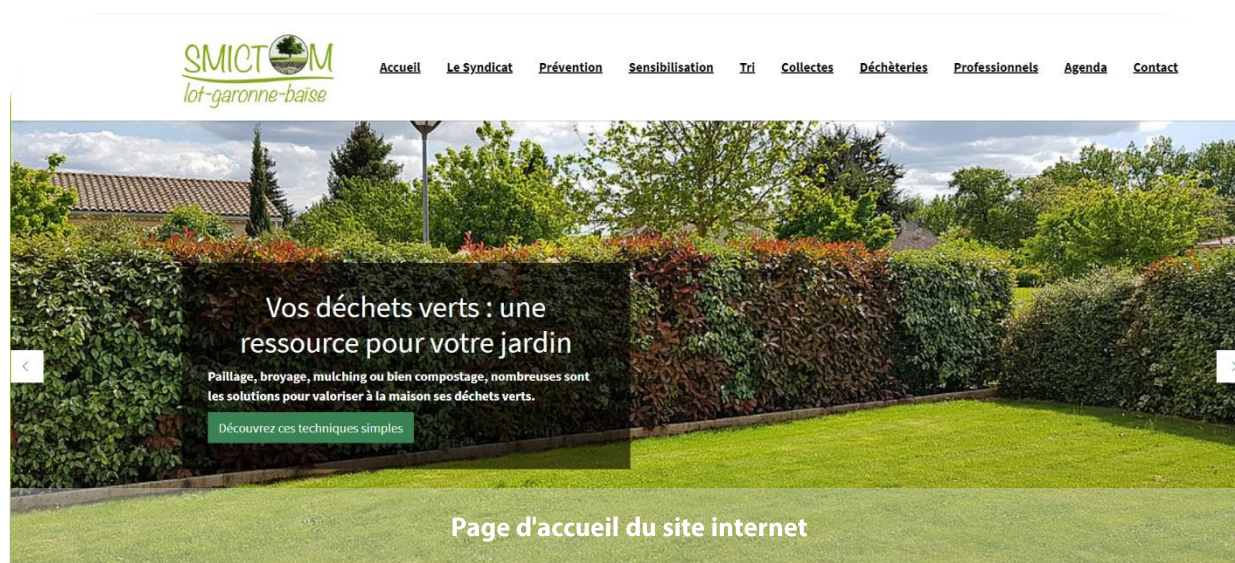 SMICTOM
lot-garonne-baïse
Accueil Le Syndicat Prévention Sensibilisation Tri Collectes Déchèteries Professionnels Agenda Contact
Vos déchets verts : une
ressource pour votre jardin
Paillage, broyage, mulching ou bien compostage, nombreuses sont
les solutions pour valoriser à la maison ses déchets verts.
Découvrez ces techniques simples
Page d'accueil du site internet